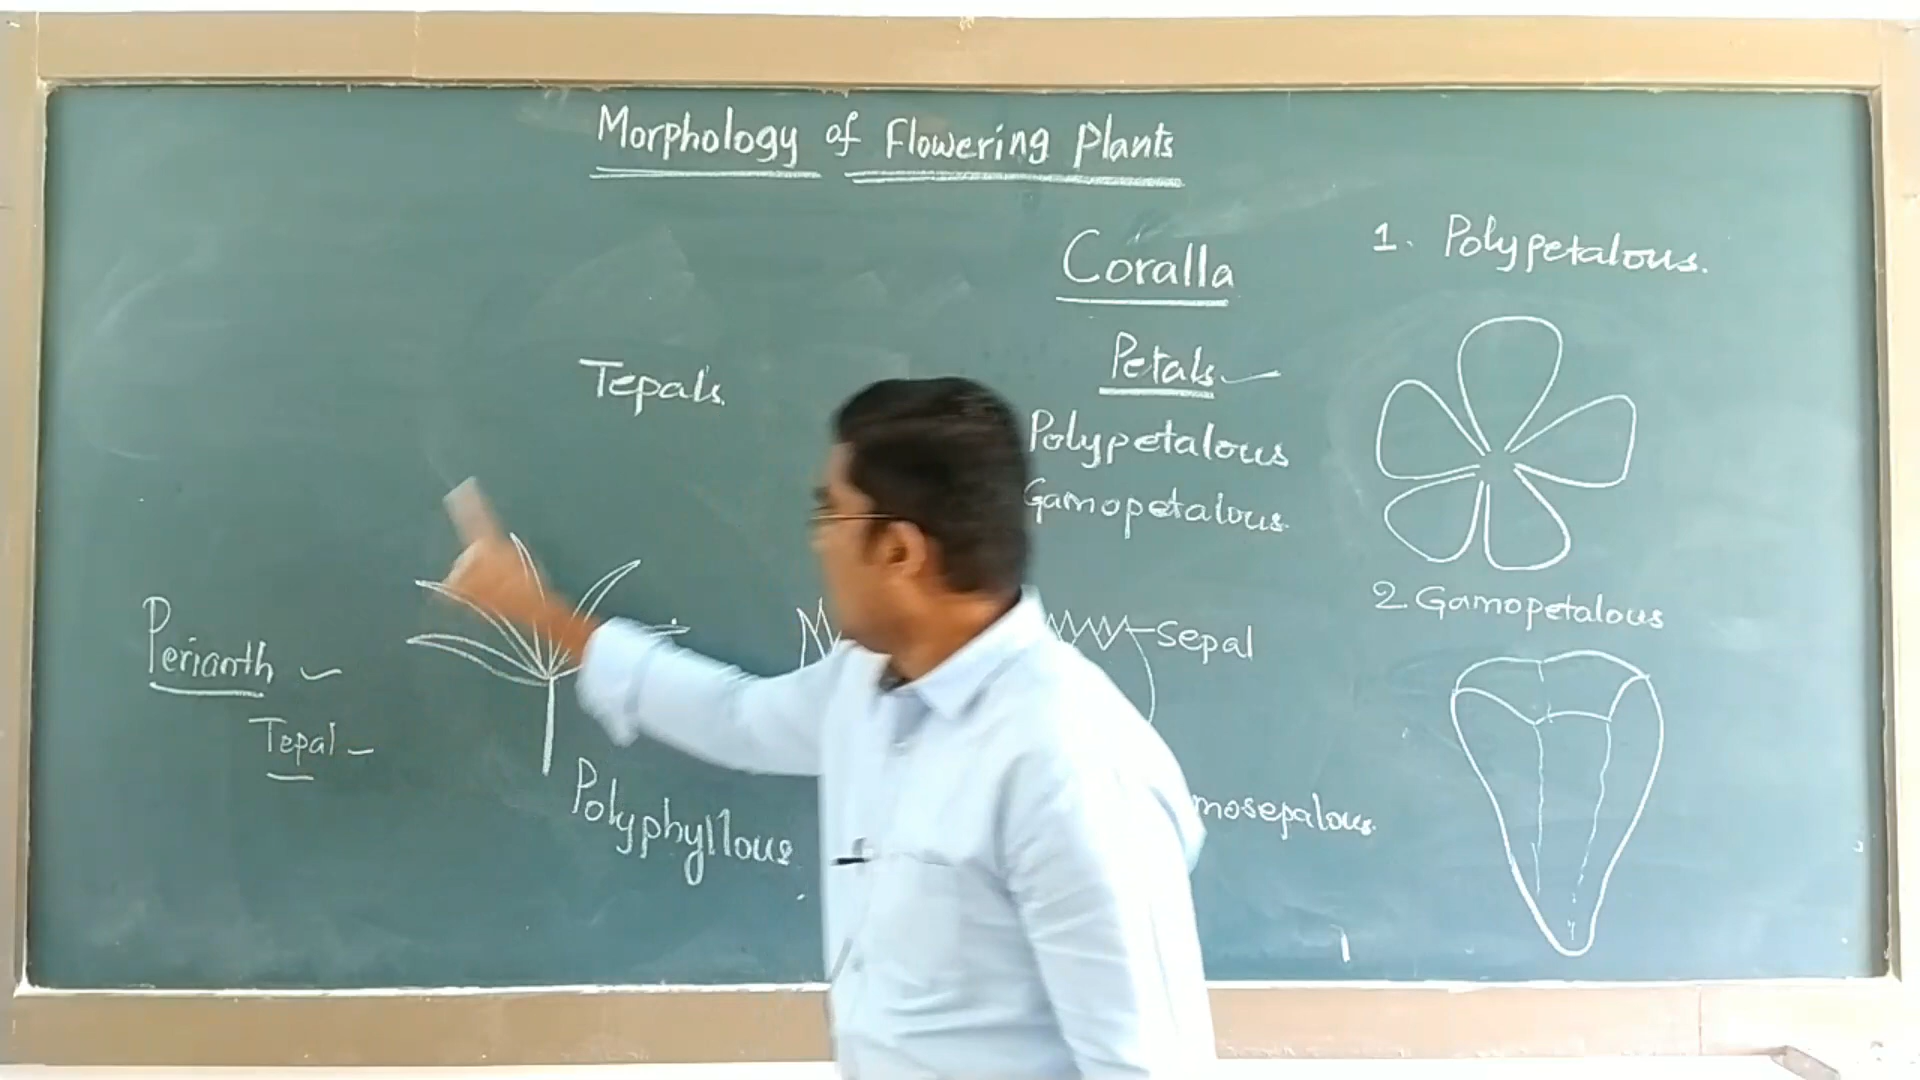 Morphology of Flowering Plants
Coralla
1. Polypetalous.
Petals
Tepals.
Polypetalous
Gamopetalous.
2 Gamopetalous
Perianth
Sepal
Tepal
Polyphyllous
mosepalous.